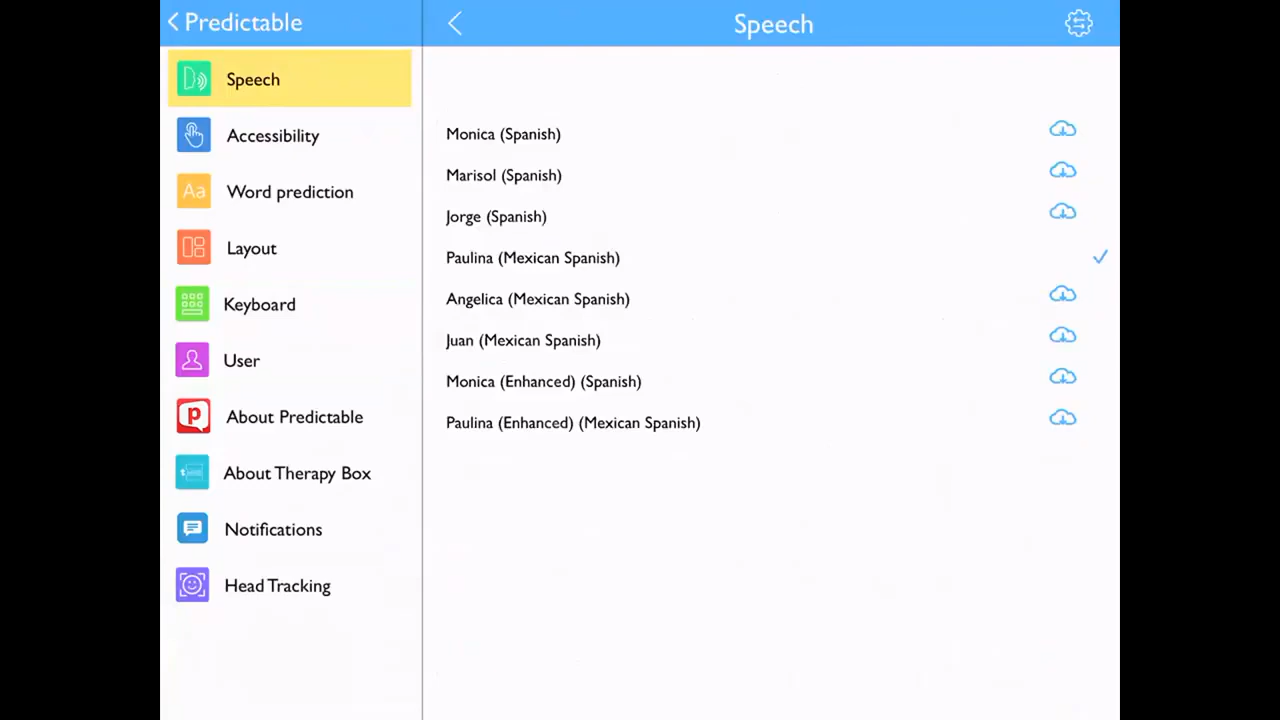 Predictable
Speech
Accessibility
Aa
Word prediction
Layout
Keyboard
User
p
About Predictable
About Therapy Box
Notifications
Head Tracking
Speech
Monica (Spanish)
Marisol (Spanish)
Jorge (Spanish)
Paulina (Mexican Spanish)
Angelica (Mexican Spanish)
Juan (Mexican Spanish)
Monica (Enhanced) (Spanish)
Paulina (Enhanced) (Mexican Spanish)